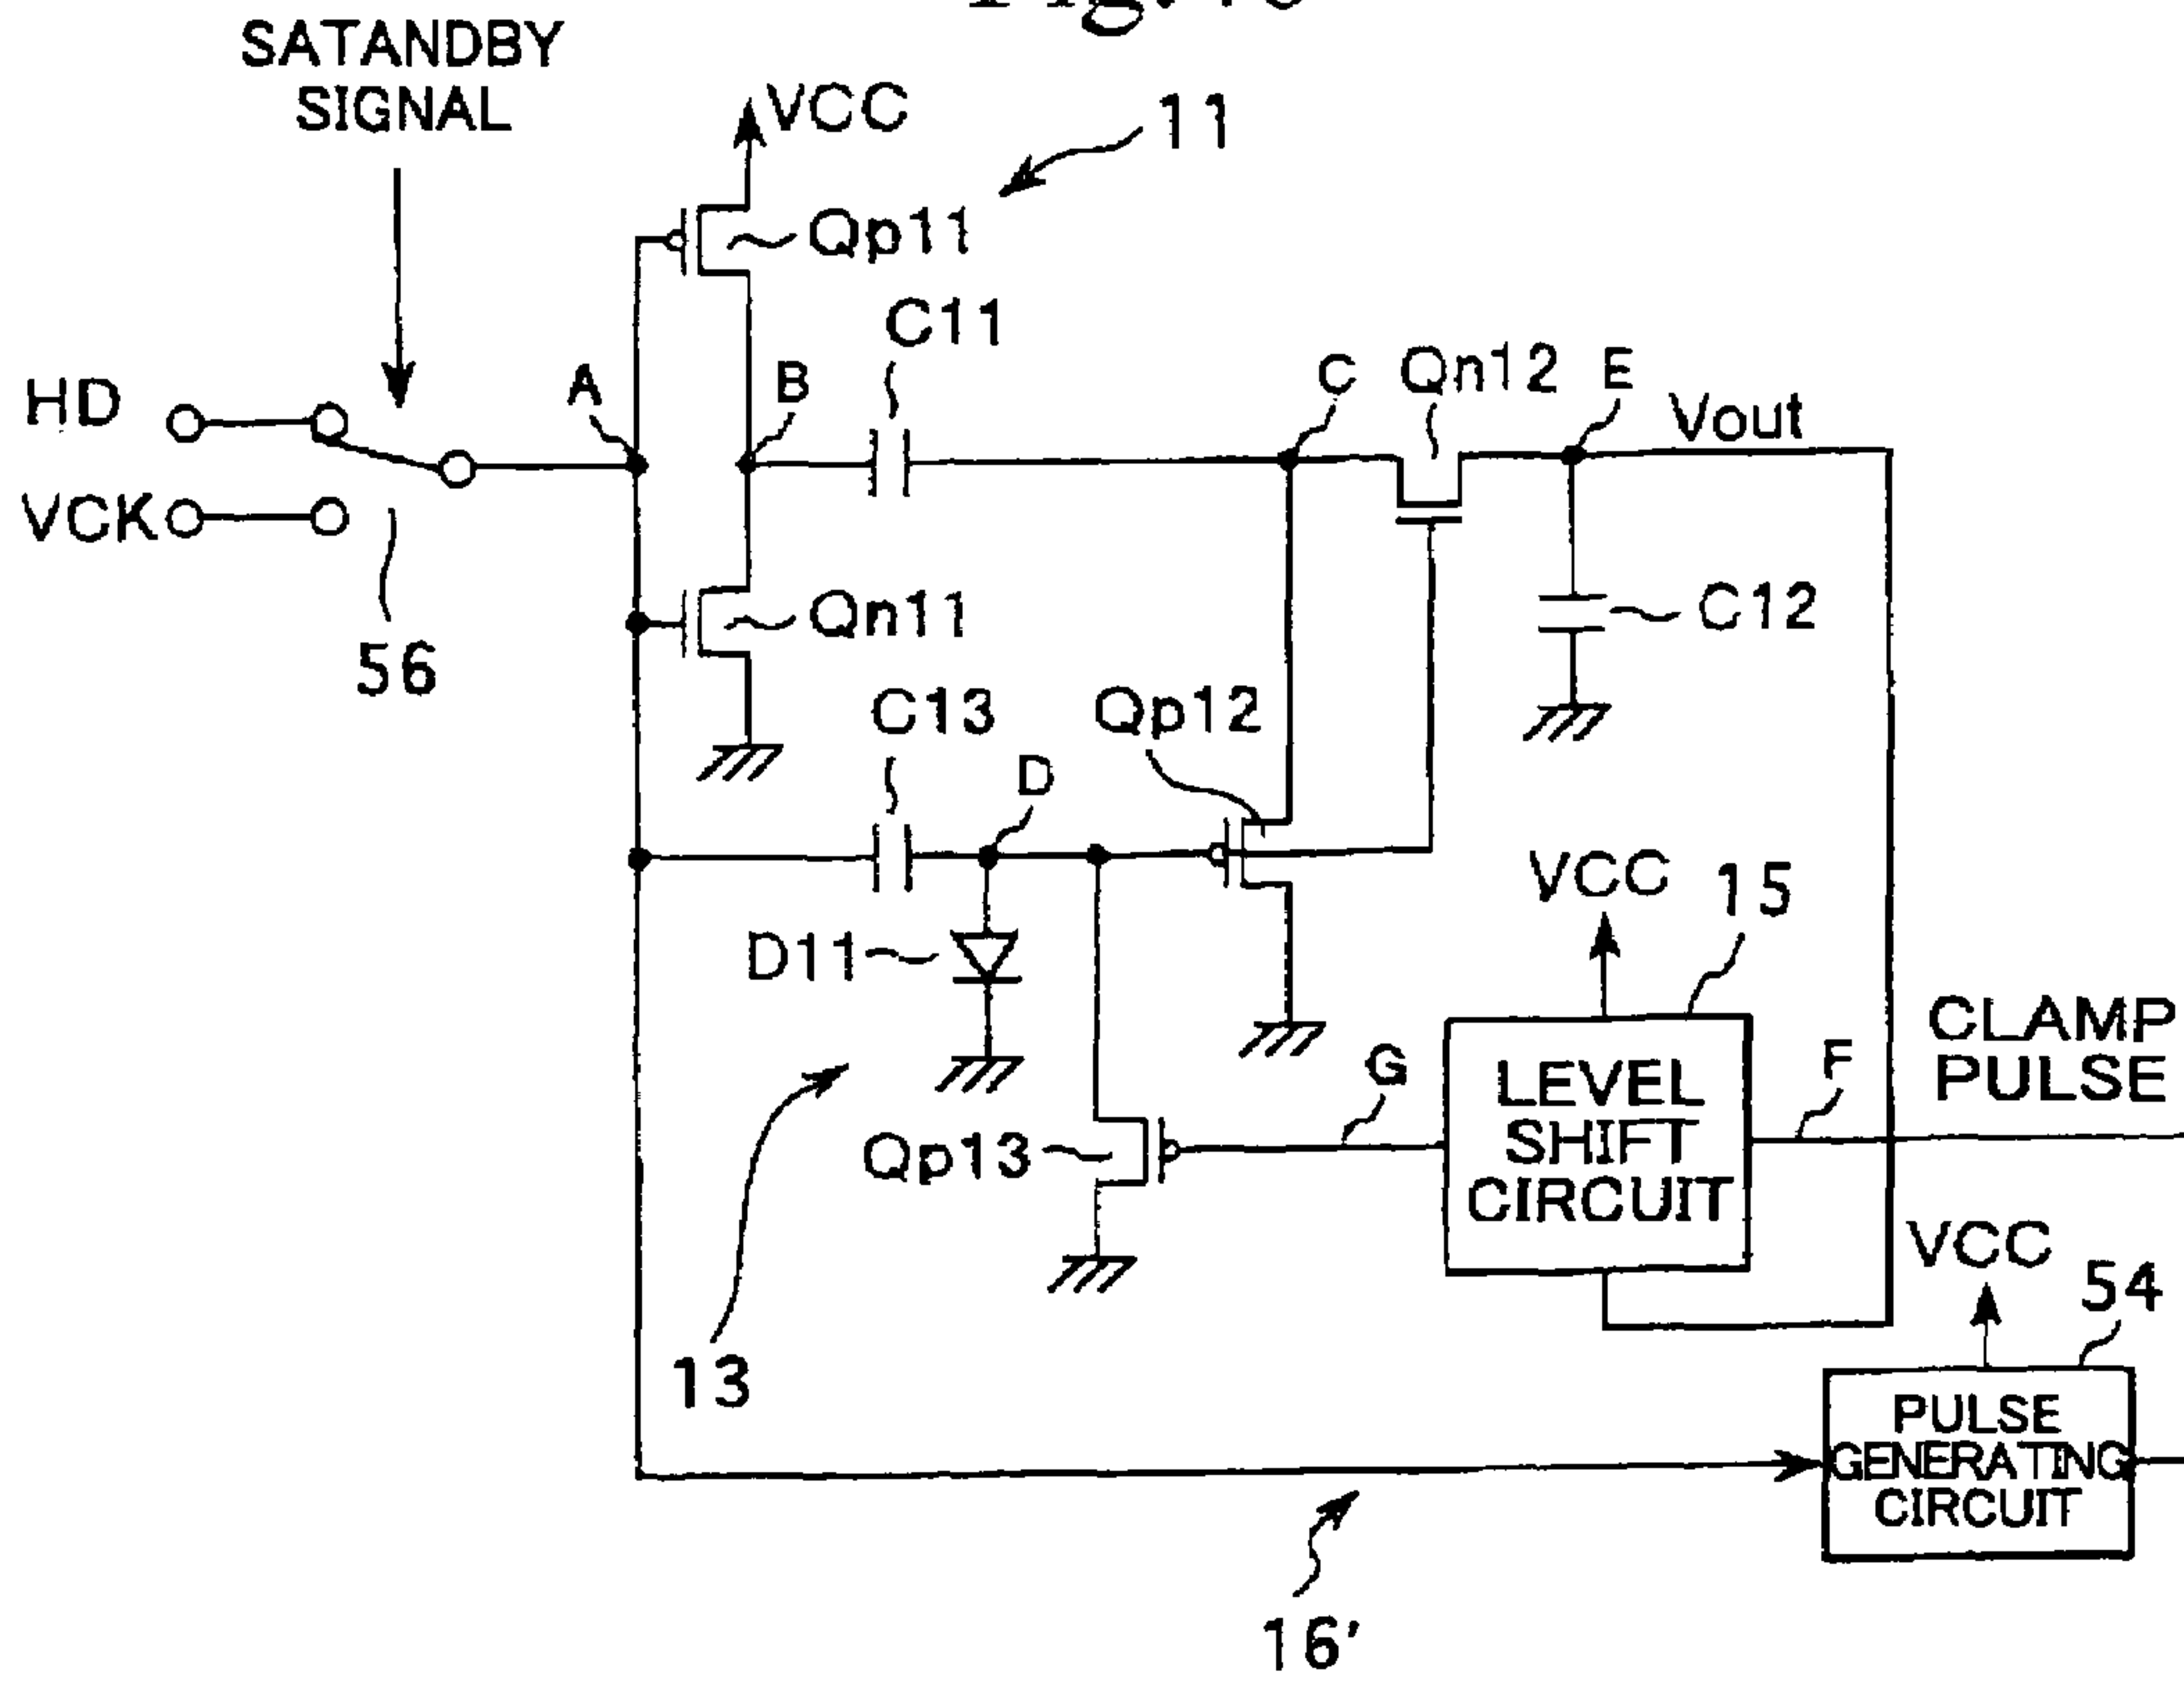 SATANDBY
SIGNAL
VCC
11
Qp11
C11
HD
A
B
C
Qn12
E
Vout
VCK
Qn11
C12
56
C13
Qp12
D
VCC
15
D11
CLAMP
PULSE
LEVEL
SHIFT
CIRCUIT
G
F
Qp13
VCC
54
13
PULSE
GENERATING
CIRCUIT
16'